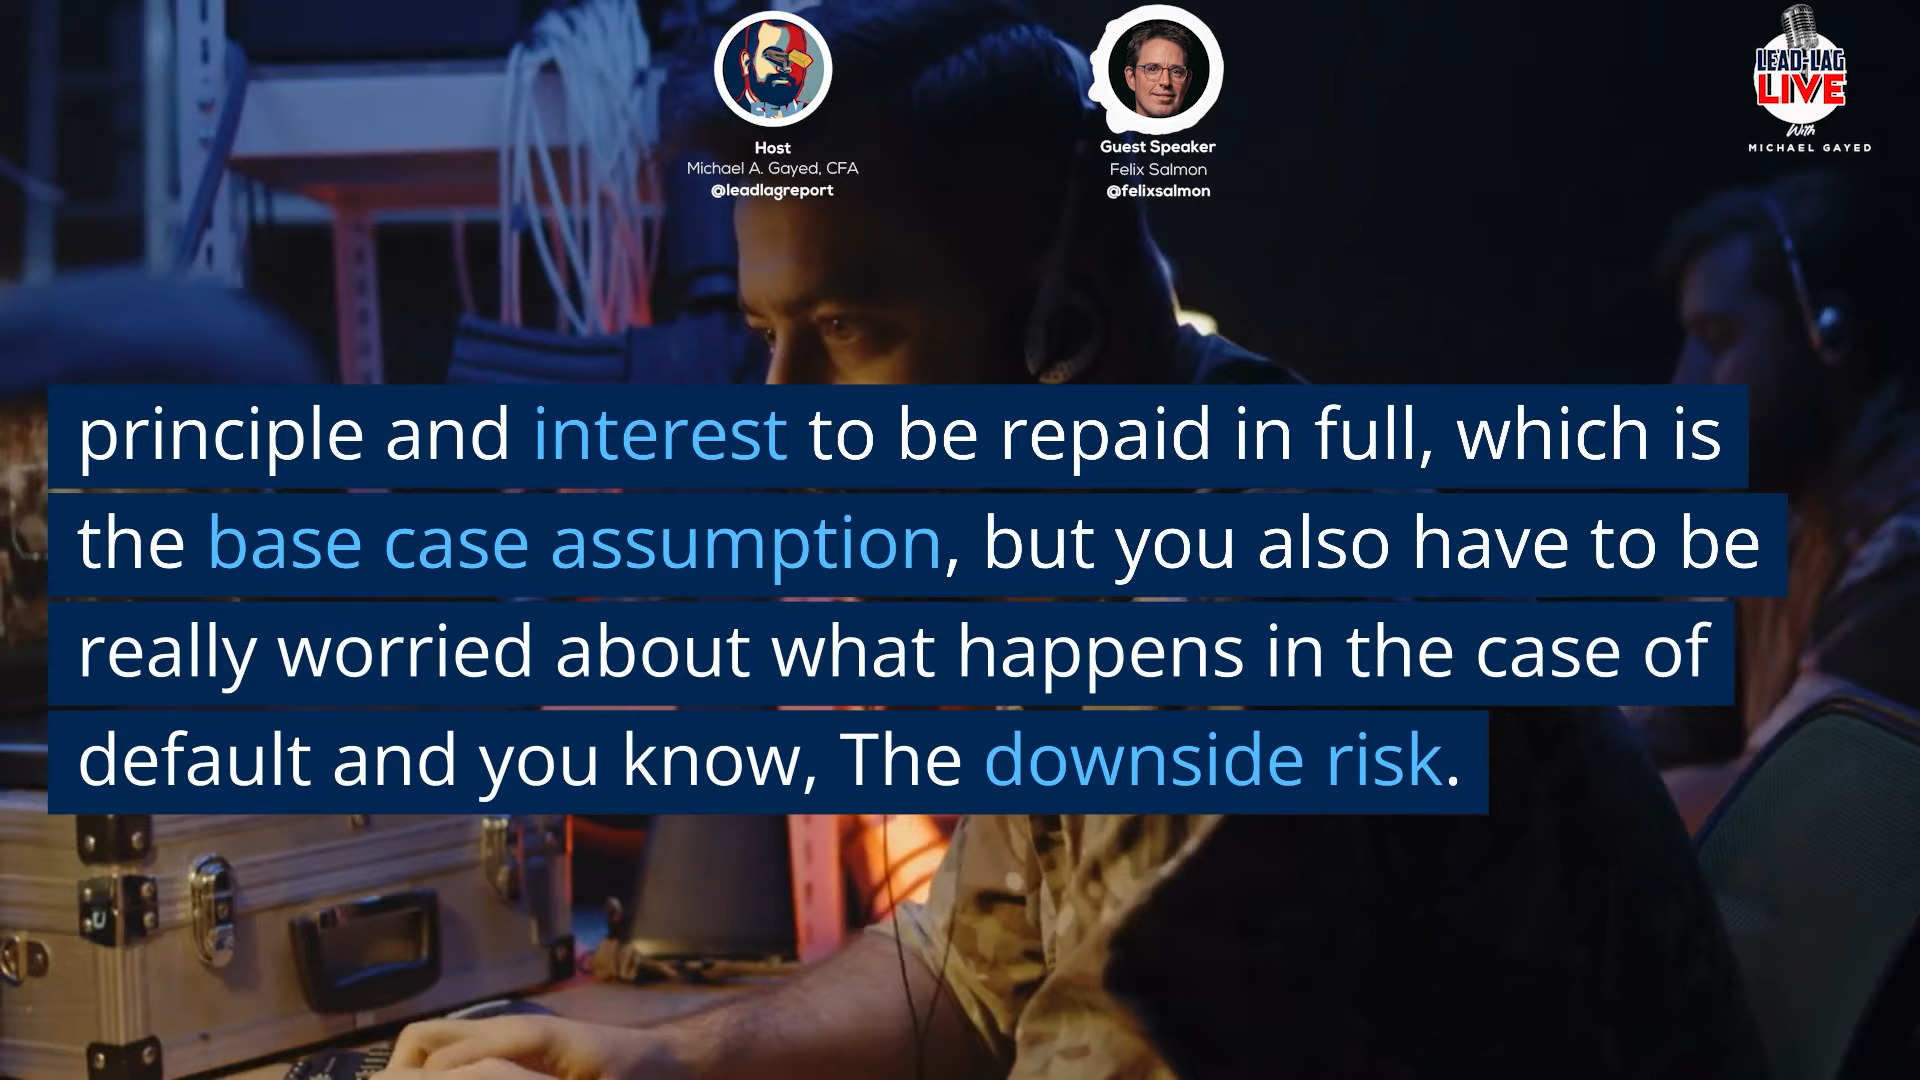 Host
Michael A. Gayed, CFA
@leadlagreport
Guest Speaker
Felix Salmon
@felixsalmon
LEAD-LAG
LIVE
With
MICHAEL GAYED
principle and interest to be repaid in full, which is
the base case assumption, but you also have to be
really worried about what happens in the case of
default and you know, The downside risk.